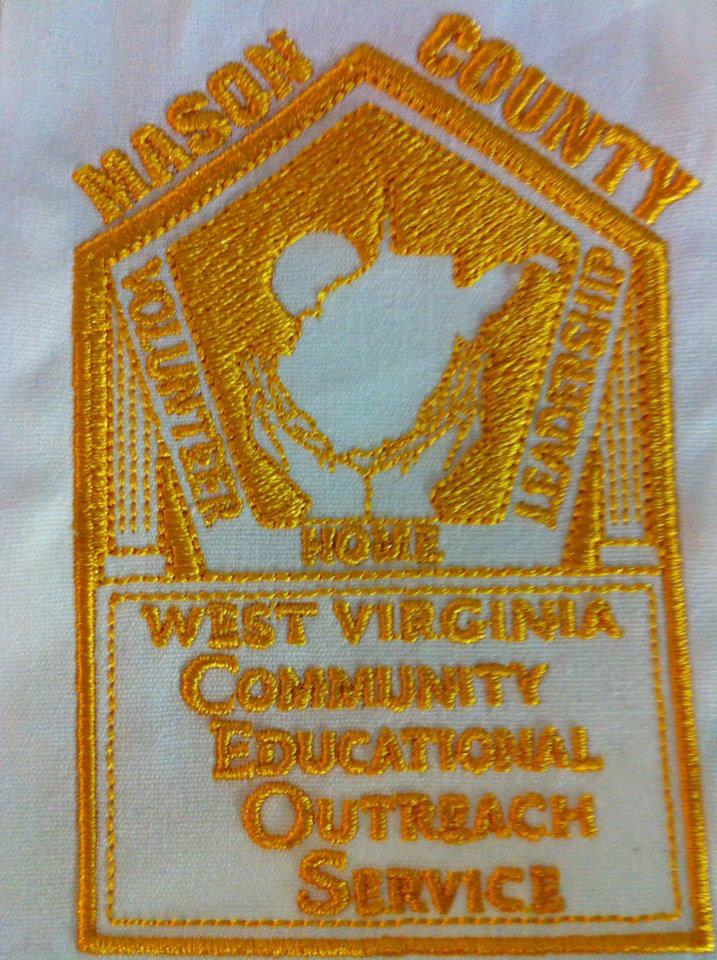 MASON COUNTY
VOLUNTEER
LEADERSHIP
HOME
WEST VIRGINIA
COMMUNITY
EDUCATIONAL
OUTREACH
SERVICE